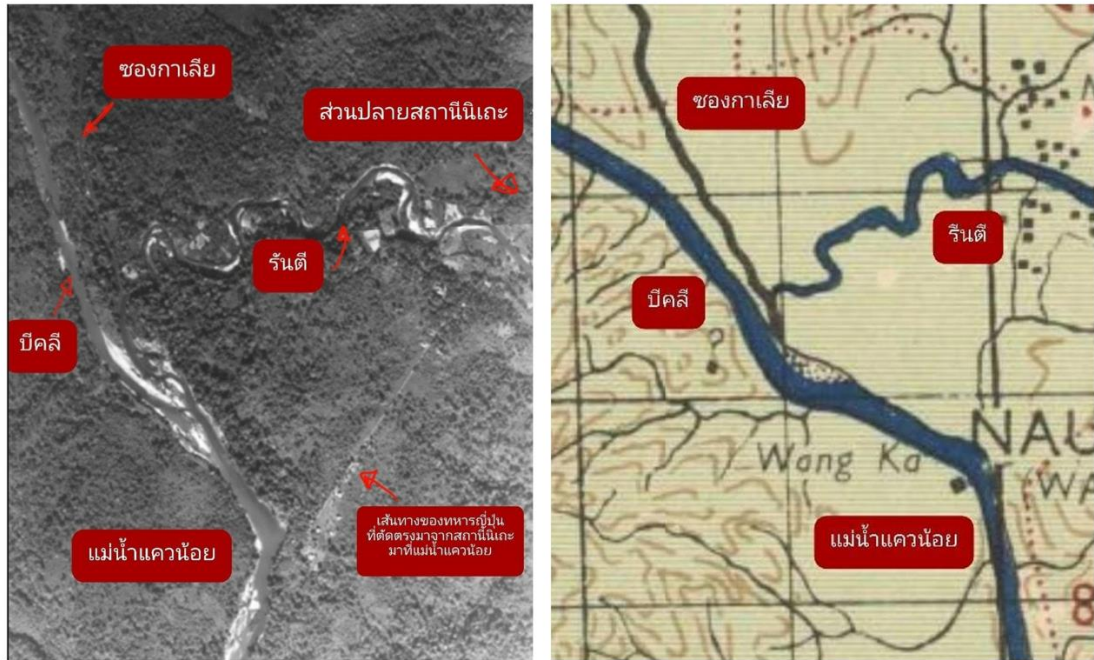 ซองกาเลีย
ส่วนปลายสถานีนิเถะ
รันตี
บีคลี
แม่น้ำแควน้อย
เส้นทางของทหารญี่ปุ่น
ที่ตัดตรงมาจากสถานีนิเถะ
มาที่แม่น้ำแควน้อย
ซองกาเลีย
รันตี
บีคลี
?
Wang Ka
NAU
WA
แม่น้ำแควน้อย
8